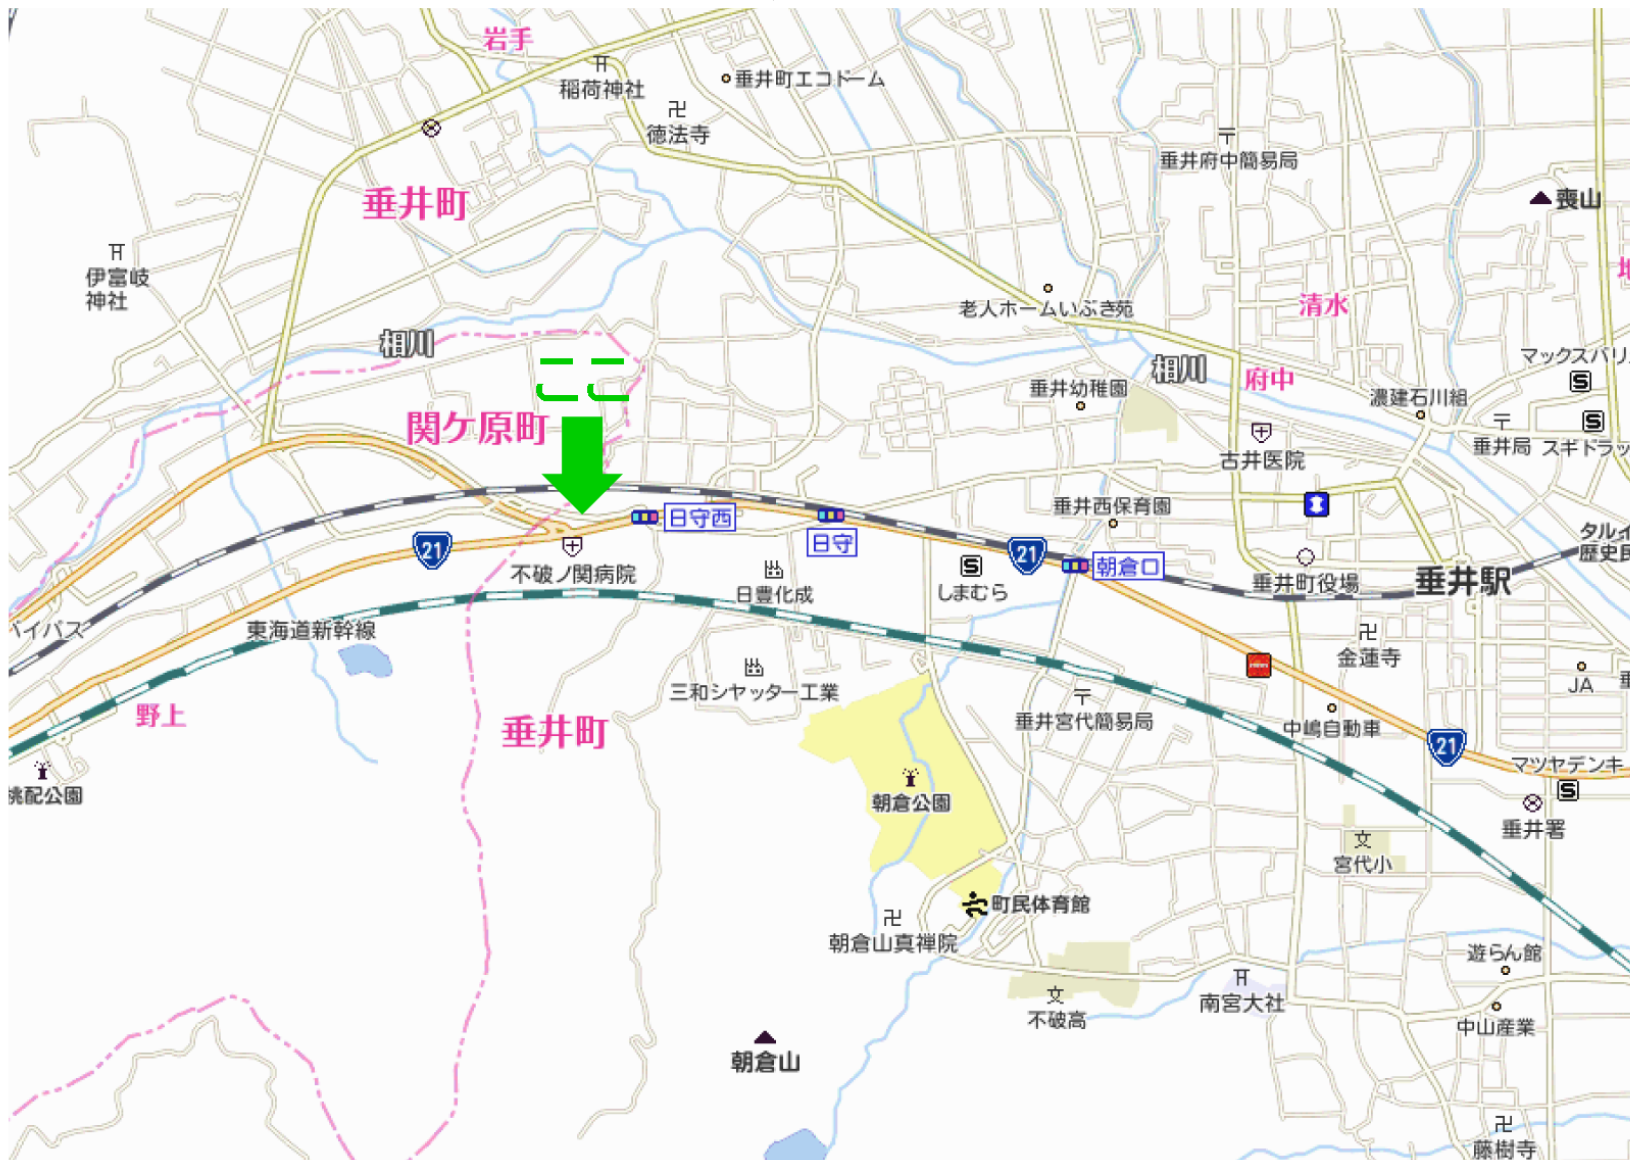 岩手
稲荷神社
垂井町エコドーム
徳法寺
垂井府中簡易局
垂井町
喪山
伊富岐
神社
老人ホームいぶき苑
清水
相川
相川
府中
マックスバリ
垂井幼稚園
濃建石川組
関ケ原町
古井医院
垂井局
スギドラッ
垂井西保育園
日守西
日守
21
21
朝倉口
タルイ
歴史民
不破ノ関病院
日豊化成
しまむら
垂井町役場
垂井駅
バイパス
東海道新幹線
金蓮寺
三和シヤッター工業
JA
野上
垂井町
垂井宮代簡易局
中嶋自動車
21
マツヤデンキ
桃配公園
朝倉公園
垂井署
宮代小
町民体育館
朝倉山真禅院
遊らん館
不破高
南宮大社
中山産業
朝倉山
藤樹寺